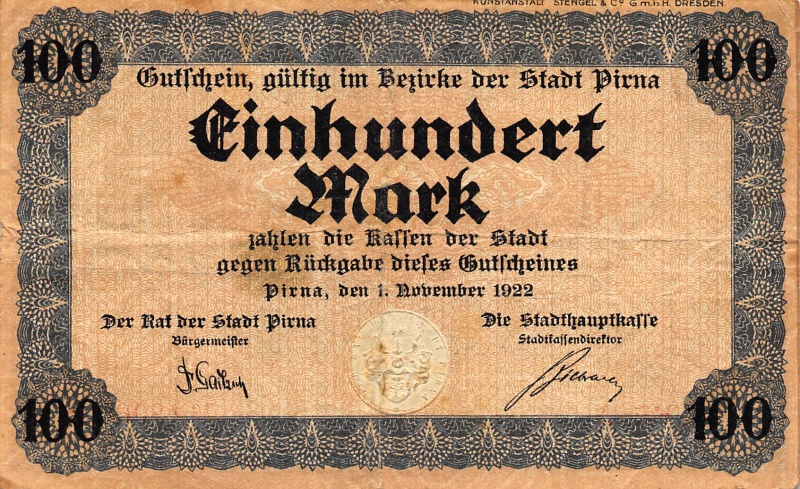 KUNSTANSTALT STENGEL & Co G.m.b.H. DRESDEN
100 100
Gutschein, gültig im Bezirke der Stadt Pirna
Einhundert
Mark
zahlen die Kassen der Stadt
gegen Rückgabe dieses Gutscheines
Pirna, den 1. November 1922
Der Rat der Stadt Pirna
Bürgermeister
Die Stadthauptkasse
Stadtkassendirektor
100 100